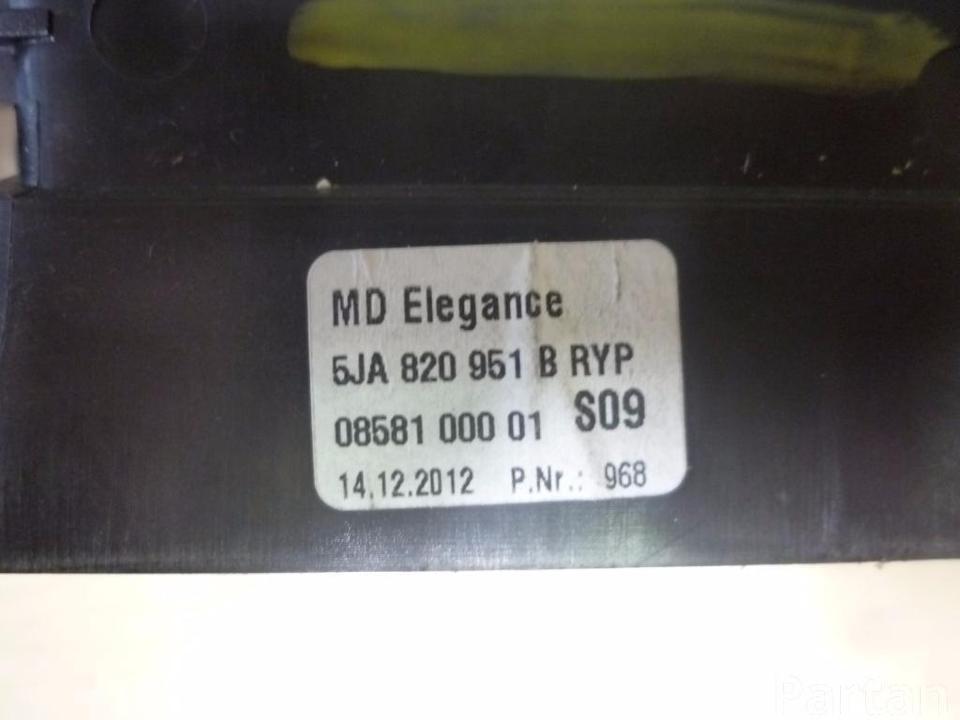 MD Elegance
5JA 820 951 B RYP
08581 000 01 S09
14.12.2012 P.Nr.: 968
Partan